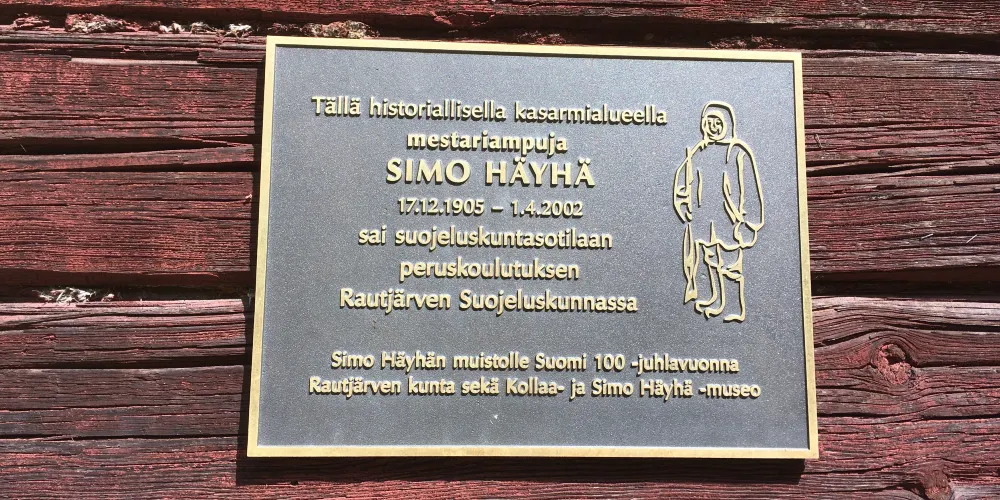 Tällä historiallisella kasarmialueella
mestariampuja
SIMO HÄYHÄ
17.12.1905 – 1.4.2002
sai suojeluskuntasotilaan
peruskoulutuksen
Rautjärven Suojeluskunnassa
Simo Häyhän muistolle Suomi 100 -juhlavuonna
Rautjärven kunta sekä Kollaa- ja Simo Häyhä -museo